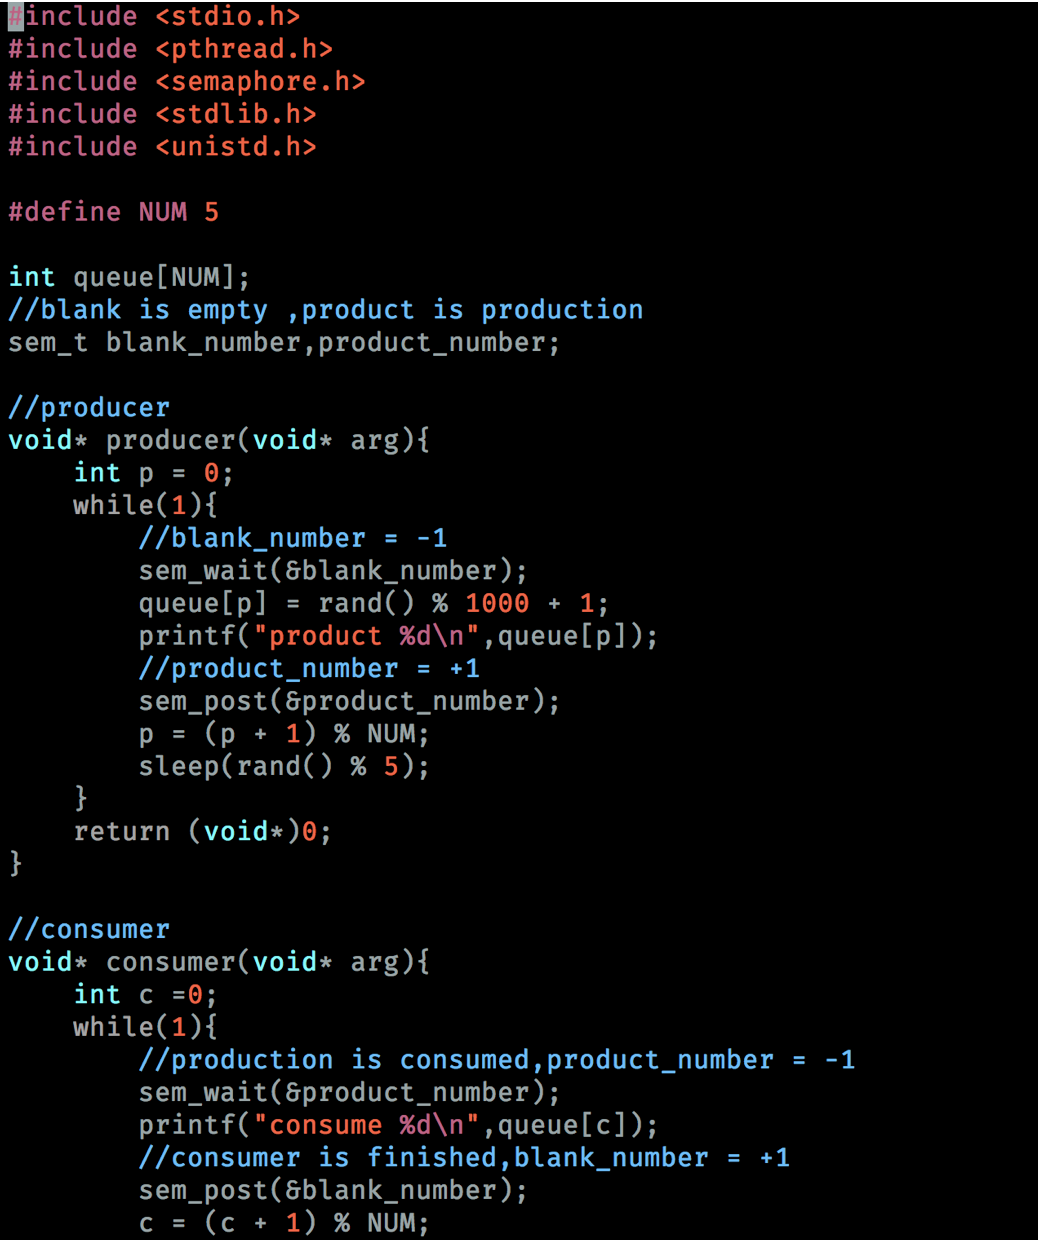 #include <stdio.h>
#include <pthread.h>
#include <semaphore.h>
#include <stdlib.h>
#include <unistd.h>

#define NUM 5

int queue[NUM];
//blank is empty ,product is production
sem_t blank_number,product_number;

//producer
void* producer(void* arg){
    int p = 0;
    while(1){
        //blank_number = -1
        sem_wait(&blank_number);
        queue[p] = rand() % 1000 + 1;
        printf("product %d\n",queue[p]);
        //product_number = +1
        sem_post(&product_number);
        p = (p + 1) % NUM;
        sleep(rand() % 5);
    }
    return (void*)0;
}

//consumer
void* consumer(void* arg){
    int c =0;
    while(1){
        //production is consumed,product_number = -1
        sem_wait(&product_number);
        printf("consume %d\n",queue[c]);
        //consumer is finished,blank_number = +1
        sem_post(&blank_number);
        c = (c + 1) % NUM;